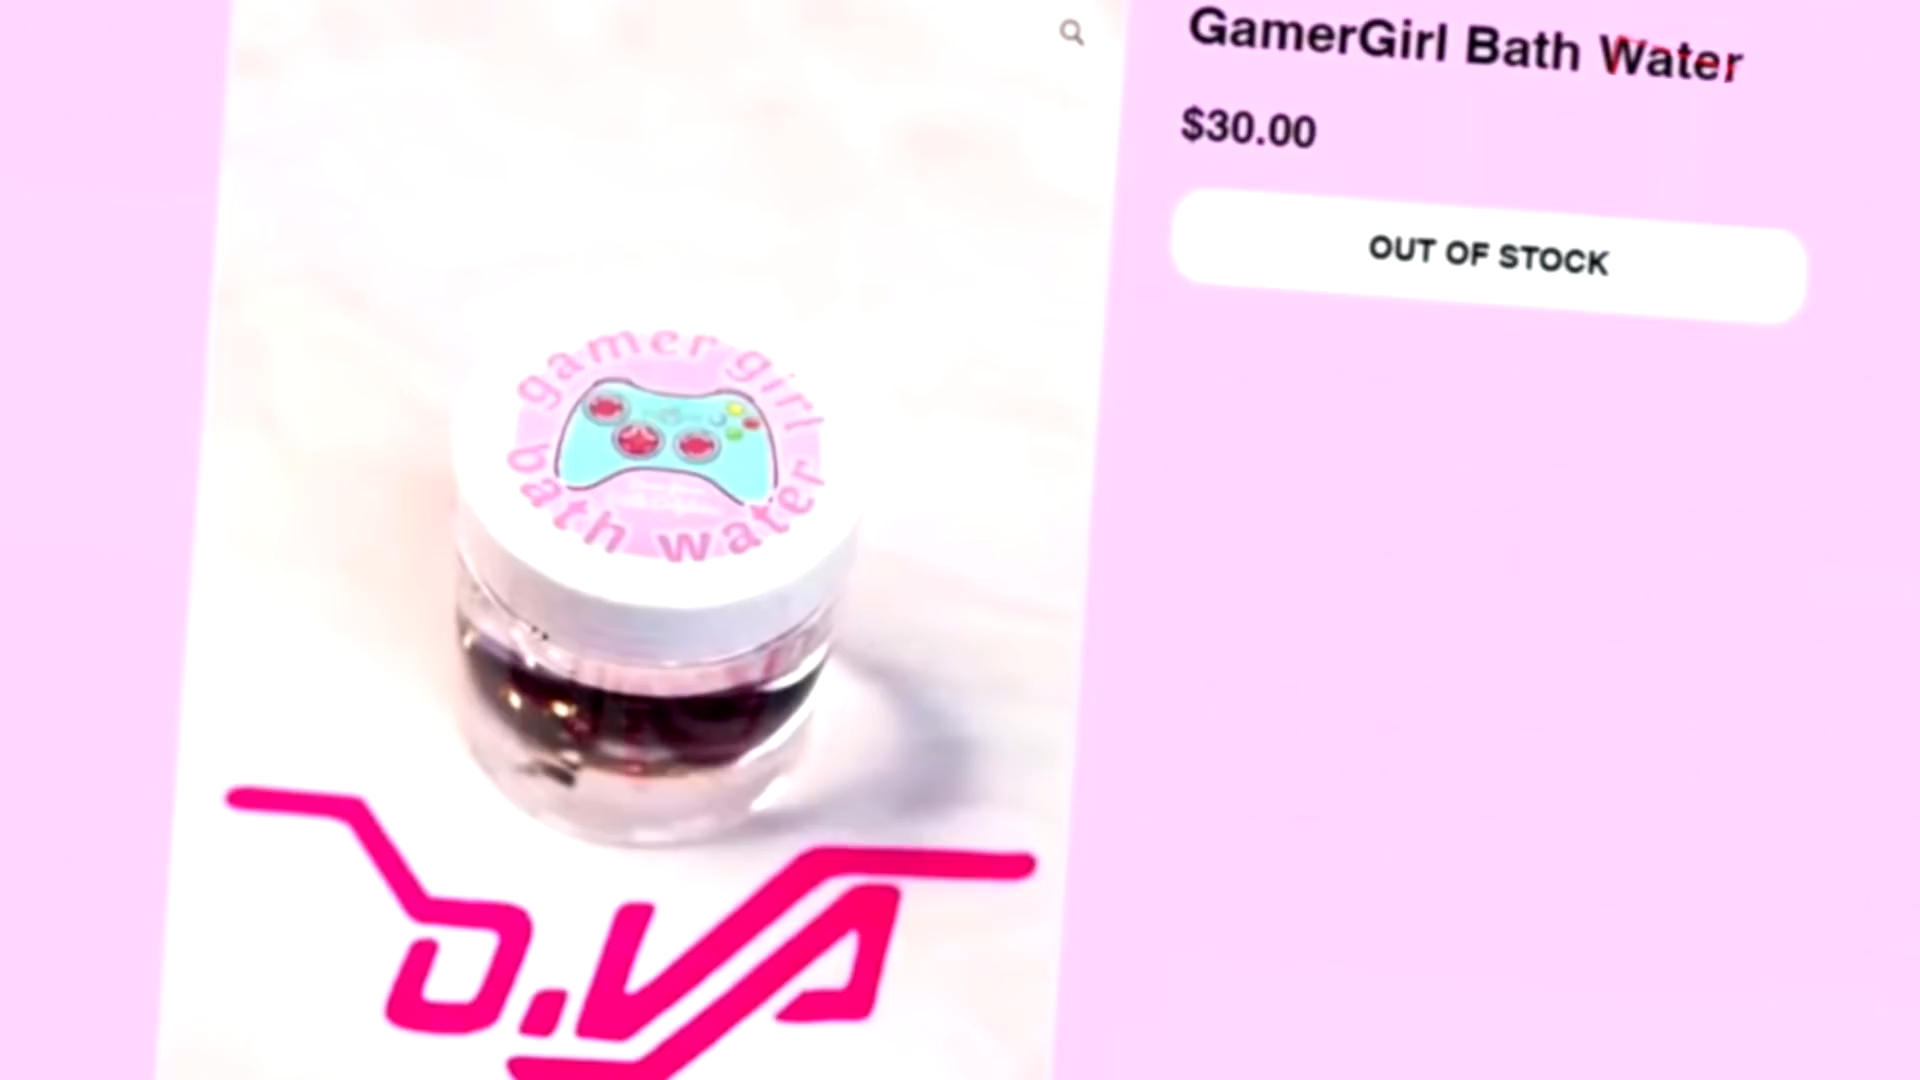 GamerGirl Bath Water
$30.00
OUT OF STOCK
gamer girl
bath water
D.VA